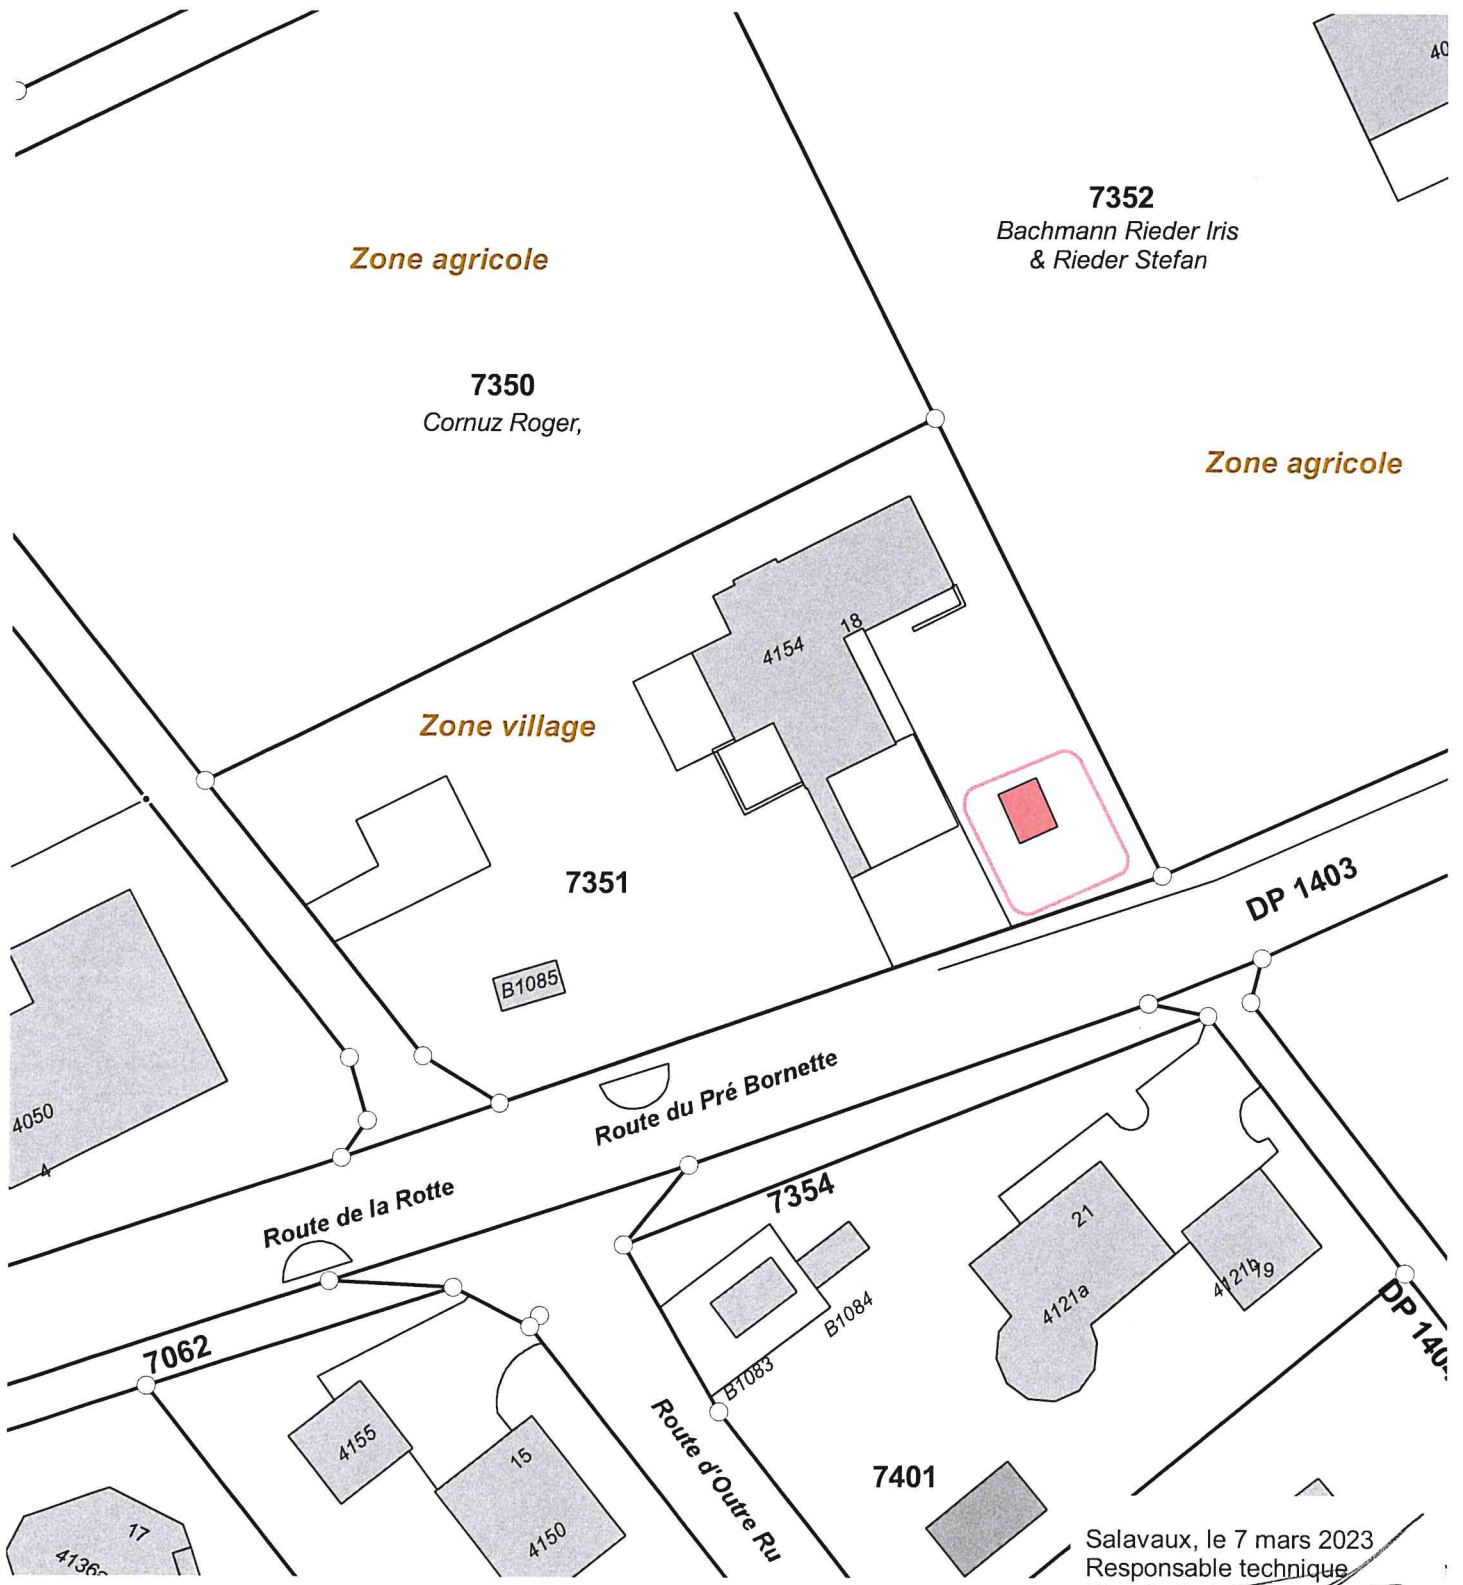 40
7352
Bachmann Rieder Iris
& Rieder Stefan
Zone agricole
7350
Cornuz Roger,
Zone agricole
18
4154
Zone village
7351
DP 1403
B1085
Route du Pré Bornette
4050
4
Route de la Rotte
7354
21
4121a
4121b
19
B1084
B1083
7062
4155
15
4150
Route d'Outre Ru
7401
17
Salavaux, le 7 mars 2023
Responsable technique